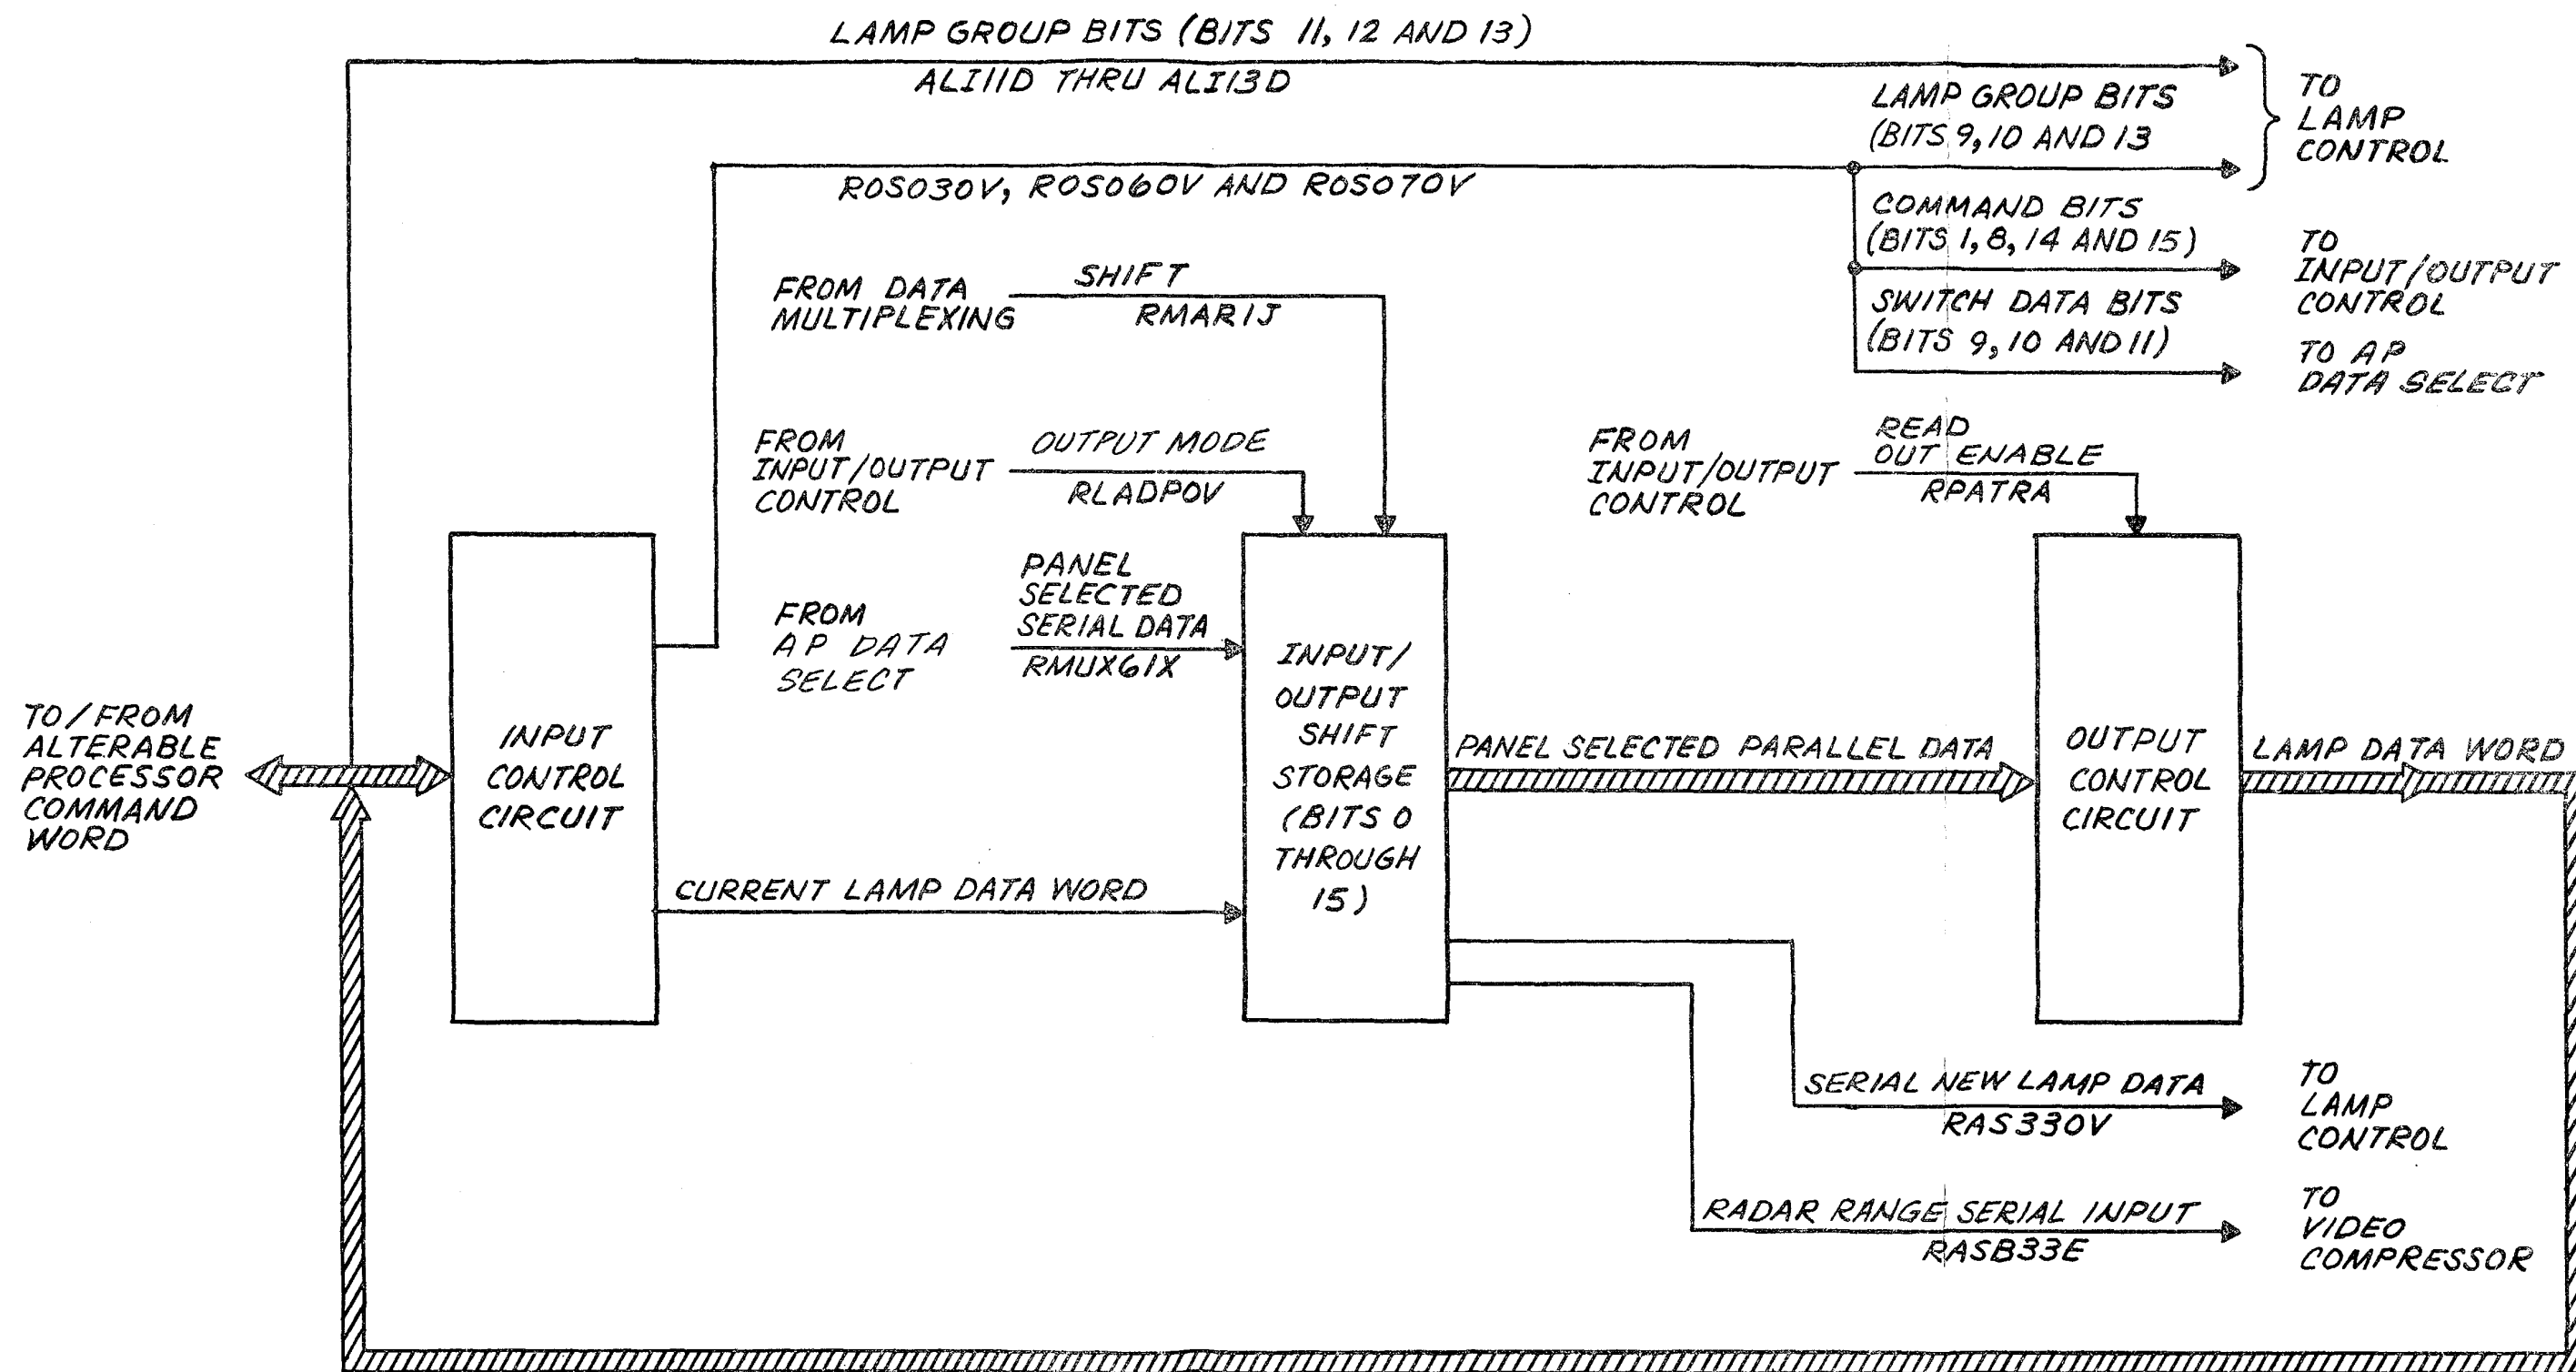 LAMP GROUP BITS (BITS 11, 12 AND 13)
ALI11D THRU ALI13D
LAMP GROUP BITS
(BITS 9, 10 AND 13
TO
LAMP
CONTROL
ROS030V, ROS060V AND ROS070V
COMMAND BITS
(BITS 1, 8, 14 AND 15)
TO
INPUT/OUTPUT
CONTROL
FROM DATA
MULTIPLEXING
SHIFT
RMAR1J
SWITCH DATA BITS
(BITS 9, 10 AND 11)
TO AP
DATA SELECT
FROM
INPUT/OUTPUT
CONTROL
OUTPUT MODE
RLADPOV
FROM
INPUT/OUTPUT
CONTROL
READ
OUT ENABLE
RPATRA
FROM
AP DATA
SELECT
PANEL
SELECTED
SERIAL DATA
RMUX61X
TO/FROM
ALTERABLE
PROCESSOR
COMMAND
WORD
INPUT
CONTROL
CIRCUIT
INPUT/
OUTPUT
SHIFT
STORAGE
(BITS 0
THROUGH
15)
PANEL SELECTED PARALLEL DATA
OUTPUT
CONTROL
CIRCUIT
LAMP DATA WORD
CURRENT LAMP DATA WORD
SERIAL NEW LAMP DATA
RAS330V
TO
LAMP
CONTROL
RADAR RANGE SERIAL INPUT
RASB33E
TO
VIDEO
COMPRESSOR